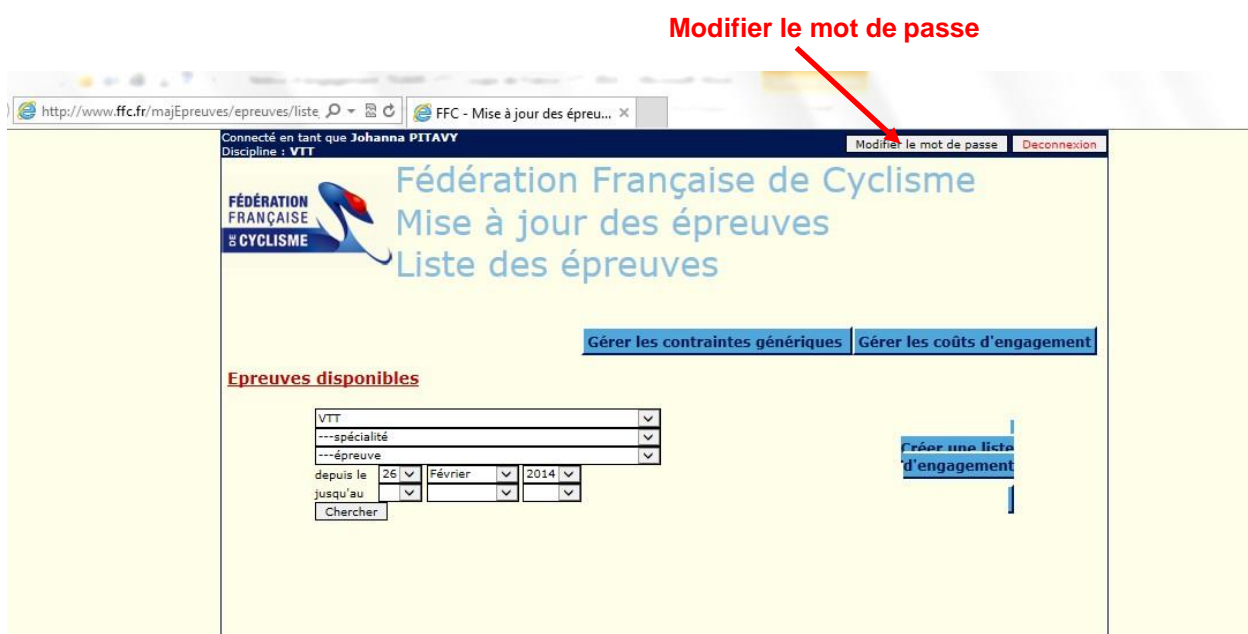 Modifier le mot de passe
http://www.ffc.fr/majEpreuves/epreuves/liste
FFC - Mise à jour des épreu...
Connecté en tant que Johanna PITAVY
Discipline : VTT
Modifier le mot de passe
Deconnexion
FÉDÉRATION
FRANÇAISE
DE CYCLISME
Fédération Française de Cyclisme
Mise à jour des épreuves
Liste des épreuves
Gérer les contraintes génériques
Gérer les coûts d'engagement
Epreuves disponibles
VTT
---spécialité
---épreuve
depuis le 26 Février 2014
jusqu'au
Chercher
Créer une liste
d'engagement